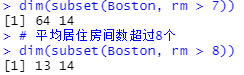 > dim(subset(Boston, rm > 7))
[1] 64 14
> # 平均居住房间数超过8个
> dim(subset(Boston, rm > 8))
[1] 13 14